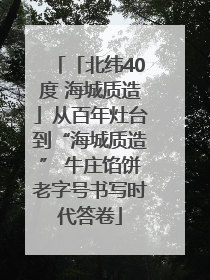 「「北纬40
度 海城质造
」从百年灶台
到“海城质造
”  牛庄馅饼
老字号书写时
代答卷」